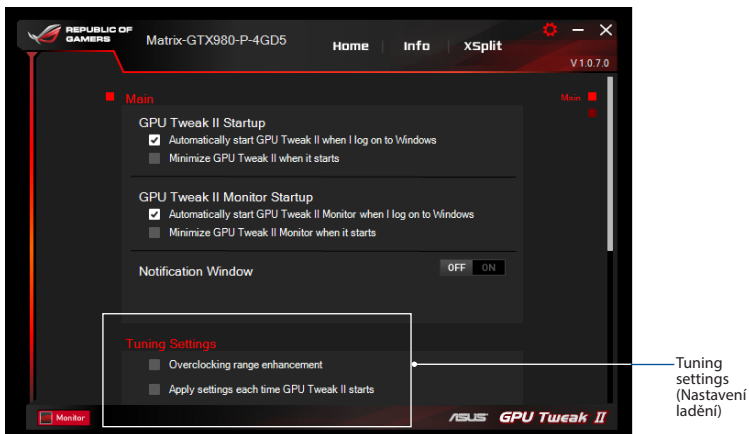 REPUBLIC OF
GAMERS
Matrix-GTX980-P-4GD5
Home
Info
XSplit
V 1.0.7.0
Main
Main
GPU Tweak II Startup
Automatically start GPU Tweak II when I log on to Windows
Minimize GPU Tweak II when it starts
GPU Tweak II Monitor Startup
Automatically start GPU Tweak II Monitor when I log on to Windows
Minimize GPU Tweak II Monitor when it starts
Notification Window
OFF ON
Tuning Settings
Overclocking range enhancement
Apply settings each time GPU Tweak II starts
Monitor
ASUS GPU Tweak II
Tuning
settings
(Nastavení
ladění)